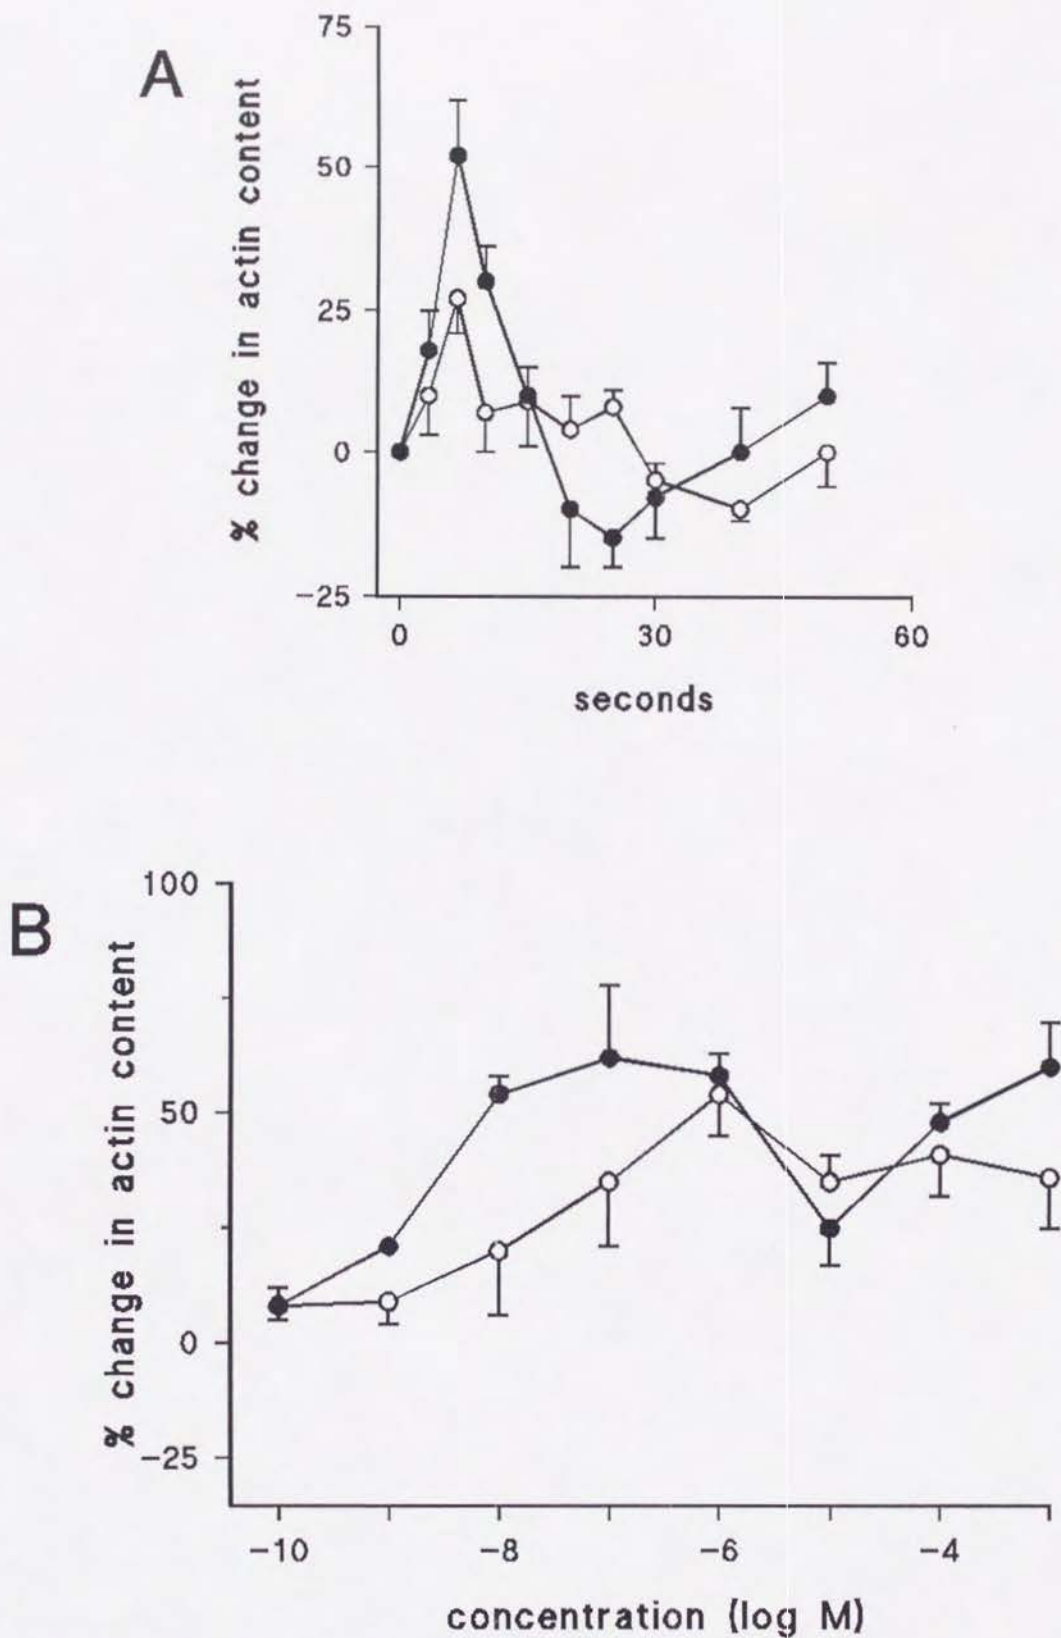 A
% change in actin content
75
50
25
0
−25
0 30 60
seconds
B
% change in actin content
100
50
0
−25
−10 −8 −6 −4
concentration (log M)